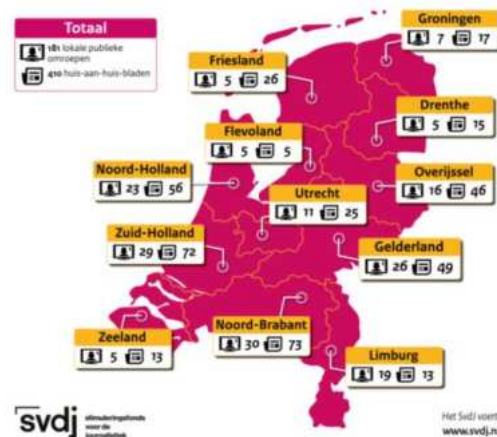 Totaal
181 lokale publieke
omroepen
410 huis-aan-huis-bladen
Groningen
7 17
Friesland
5 26
Drenthe
5 15
Flevoland
5 5
Noord-Holland
23 56
Overijssel
16 46
Utrecht
11 25
Zuid-Holland
29 72
Gelderland
26 49
Zeeland
5 13
Noord-Brabant
30 73
Limburg
19 13
svdj
stimuleringsfonds
voor de
journalistiek
Het SvdJ voert
www.svdj.n